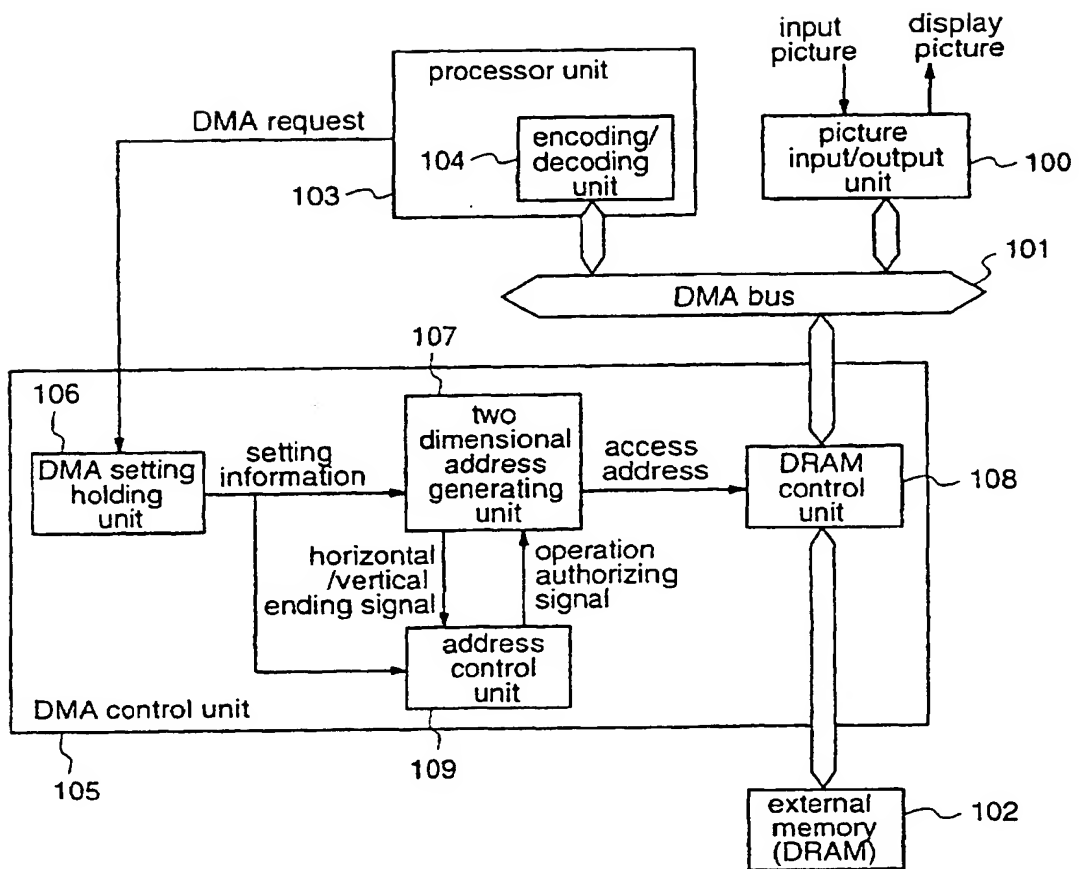 input
picture
display
picture
processor unit
DMA request
encoding/
decoding
unit
104
103
picture
input/output
unit
100
101
DMA bus
107
106
two
dimensional
address
generating
unit
DMA setting
holding
unit
setting
information
access
address
DRAM
control
unit
108
horizontal
/vertical
ending signal
operation
authorizing
signal
address
control
unit
DMA control unit
105
109
external
memory
(DRAM)
102